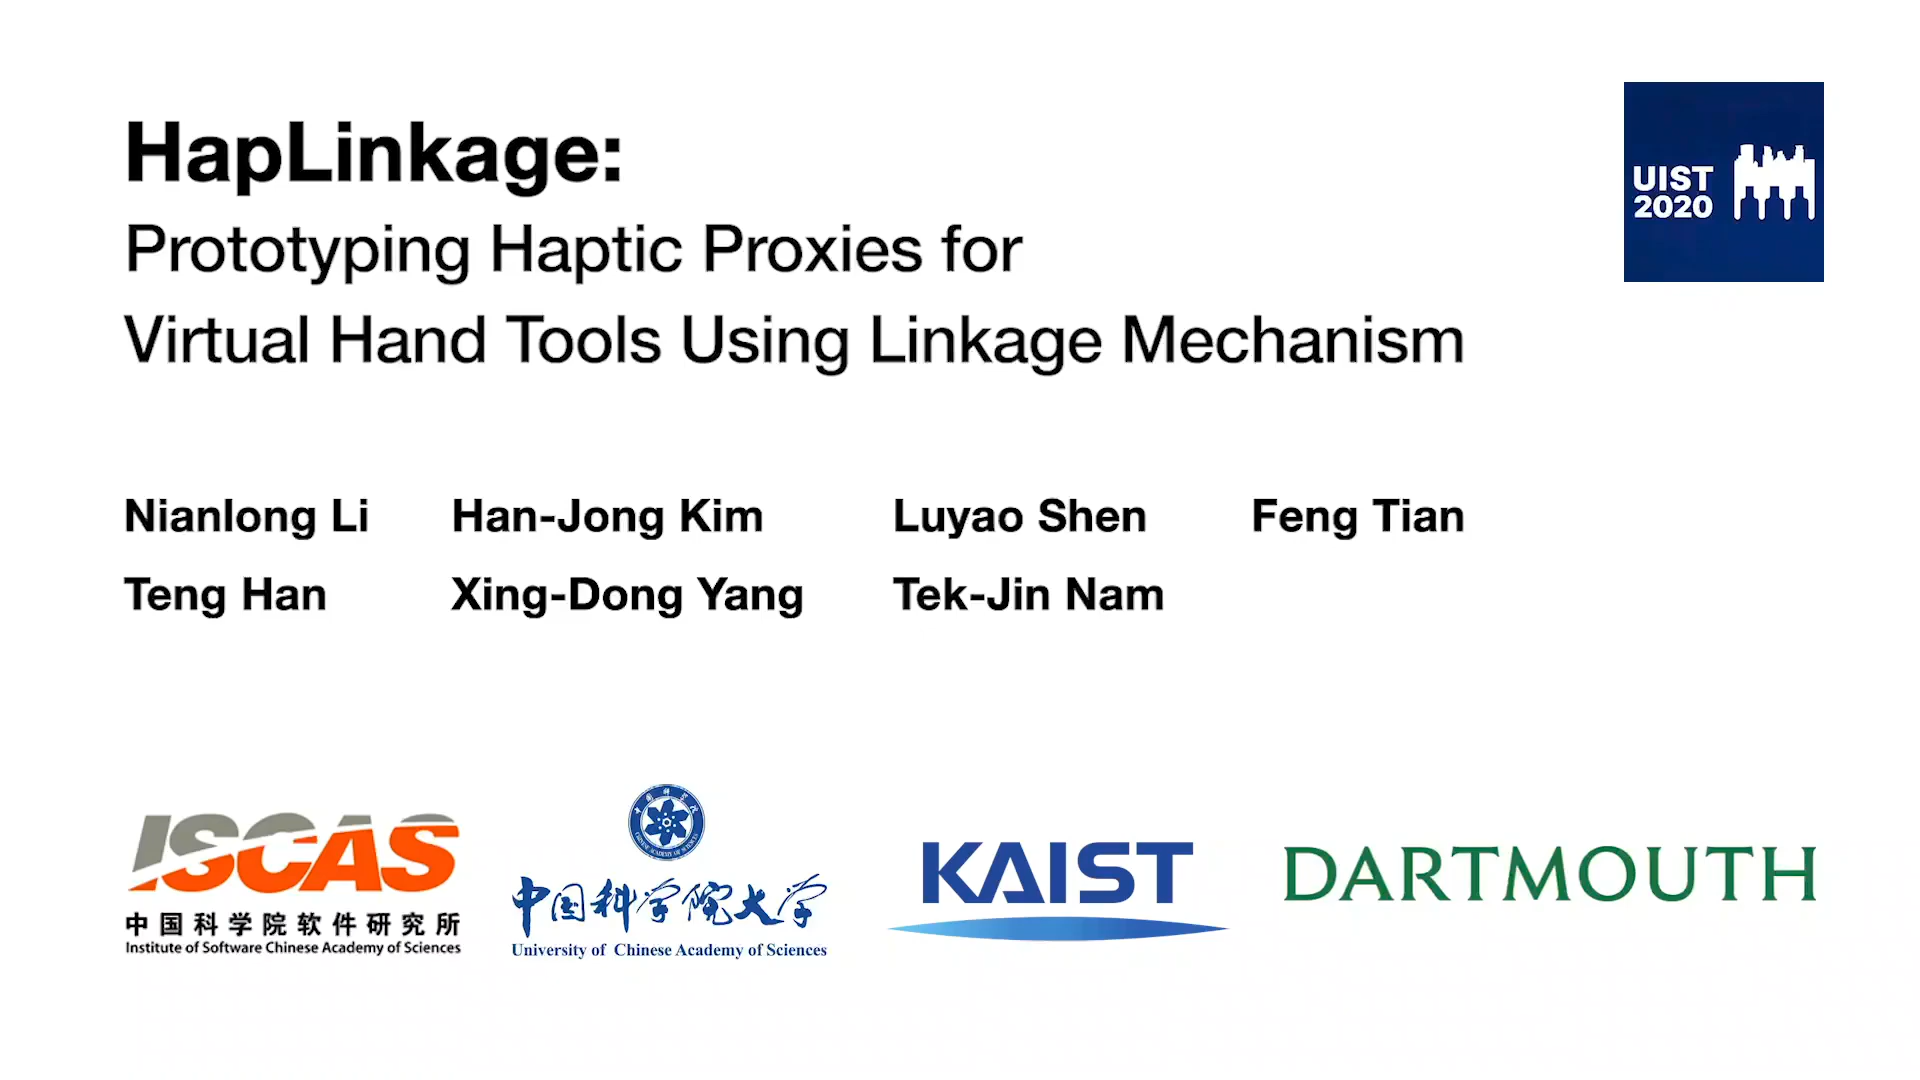 HapLinkage:
Prototyping Haptic Proxies for
Virtual Hand Tools Using Linkage Mechanism
UIST
2020
Nianlong Li Han-Jong Kim Luyao Shen Feng Tian
Teng Han Xing-Dong Yang Tek-Jin Nam
ISCAS
中国科学院软件研究所
Institute of Software Chinese Academy of Sciences
中国科学院大学
University of Chinese Academy of Sciences
KAIST
DARTMOUTH